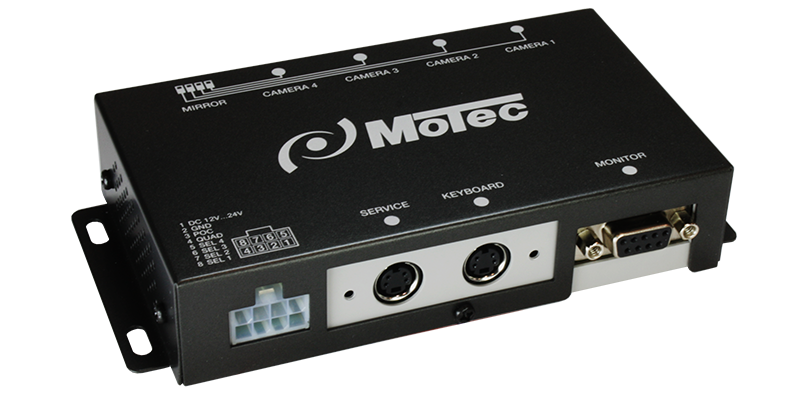 CAMERA 1
CAMERA 2
CAMERA 3
CAMERA 4
MIRROR
MoTec
MONITOR
KEYBOARD
SERVICE
1 DC 12V...24V
2 GND
3 POC
4 QUAD
5 SEL 4
6 SEL 3
7 SEL 2
8 SEL 1
8 7 6 5
4 3 2 1